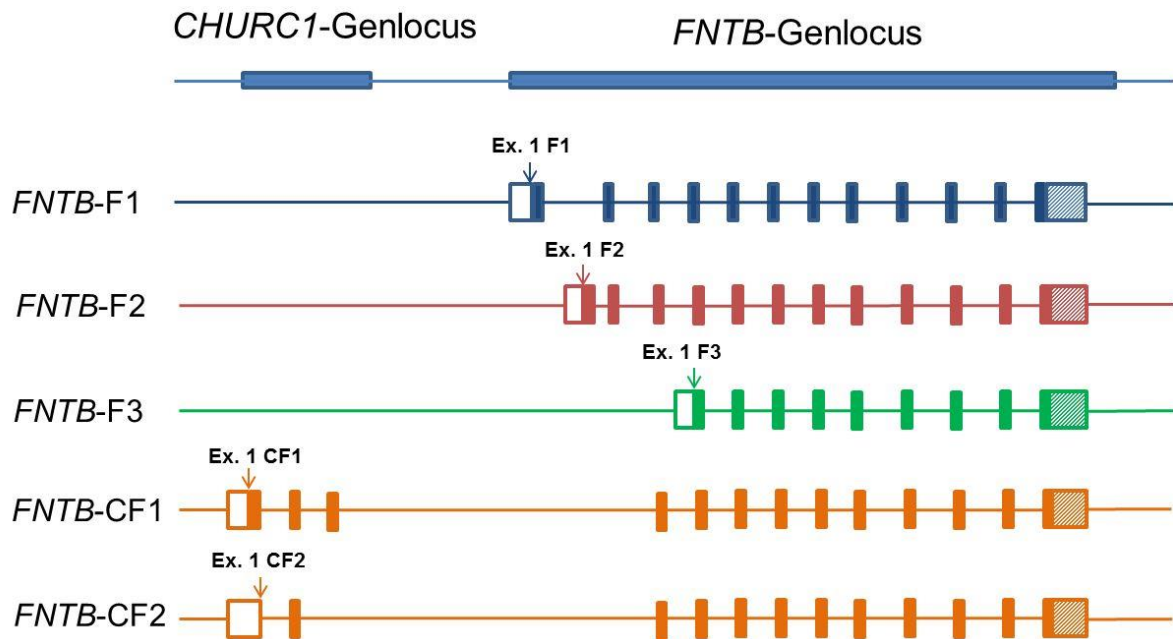 CHURC1-Genlocus
FNTB-Genlocus
Ex. 1 F1
FNTB-F1
Ex. 1 F2
FNTB-F2
Ex. 1 F3
FNTB-F3
Ex. 1 CF1
FNTB-CF1
Ex. 1 CF2
FNTB-CF2